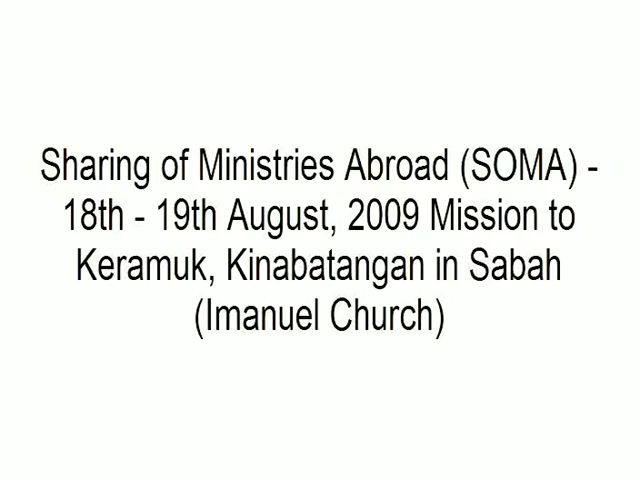 Sharing of Ministries Abroad (SOMA) -
18th - 19th August, 2009 Mission to
Keramuk, Kinabatangan in Sabah
(Imanuel Church)